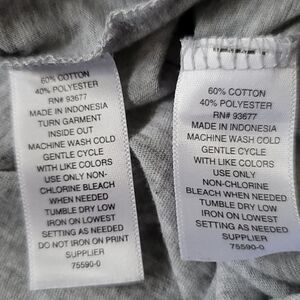 60% COTTON
40% POLYESTER
RN# 93677
MADE IN INDONESIA
TURN GARMENT
INSIDE OUT
MACHINE WASH COLD
GENTLE CYCLE
WITH LIKE COLORS
USE ONLY NON-
CHLORINE BLEACH
WHEN NEEDED
TUMBLE DRY LOW
IRON ON LOWEST
SETTING AS NEEDED
DO NOT IRON ON PRINT
SUPPLIER
75590-0
60% COTTON
40% POLYESTER
RN# 93677
MADE IN INDONESIA
TURN GARMENT
INSIDE OUT
MACHINE WASH COLD
GENTLE CYCLE
WITH LIKE COLORS
USE ONLY
NON-CHLORINE
BLEACH WHEN
NEEDED
TUMBLE DRY LOW
IRON ON LOWEST
SETTING AS NEEDED
SUPPLIER
75590-0